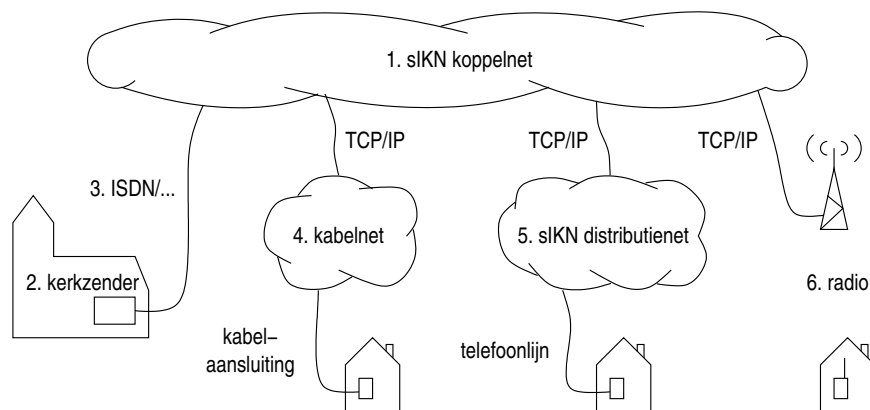 1. sIKN koppelnet
TCP/IP
TCP/IP
TCP/IP
3. ISDN/...
4. kabelnet
5. sIKN distributienet
2. kerkzender
6. radio
kabel–
aansluiting
telefoonlijn